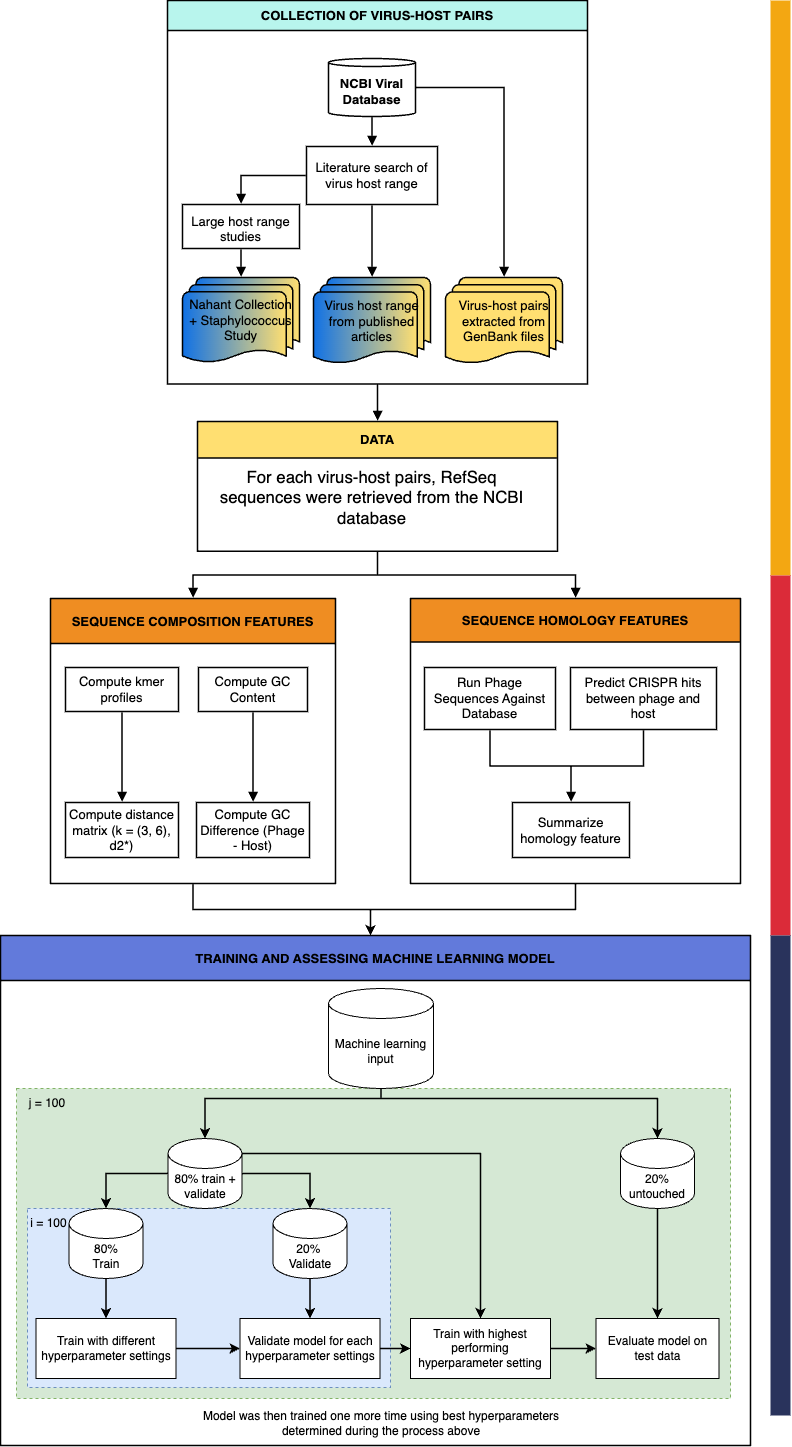 COLLECTION OF VIRUS-HOST PAIRS
NCBI Viral
Database
Literature search of
virus host range
Large host range
studies
Nahant Collection
+ Staphylococcus
Study
Virus host range
from published
articles
Virus-host pairs
extracted from
GenBank files
DATA
For each virus-host pairs, RefSeq
sequences were retrieved from the NCBI
database
SEQUENCE COMPOSITION FEATURES
Compute kmer
profiles
Compute GC
Content
Compute distance
matrix (k = (3, 6),
d2*)
Compute GC
Difference (Phage
- Host)
SEQUENCE HOMOLOGY FEATURES
Run Phage
Sequences Against
Database
Predict CRISPR hits
between phage and
host
Summarize
homology feature
TRAINING AND ASSESSING MACHINE LEARNING MODEL
Machine learning
input
j = 100
80% train +
validate
20%
untouched
i = 100
80%
Train
20%
Validate
Train with different
hyperparameter settings
Validate model for each
hyperparameter settings
Train with highest
performing
hyperparameter setting
Evaluate model on
test data
Model was then trained one more time using best hyperparameters
determined during the process above